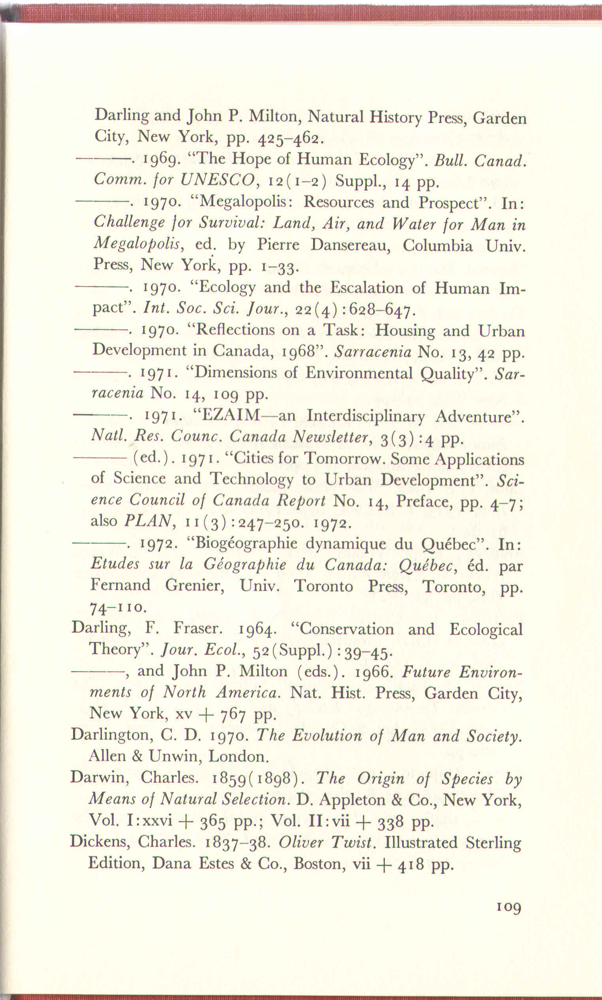 Darling and John P. Milton, Natural History Press, Garden
City, New York, pp. 425–462.
———. 1969. “The Hope of Human Ecology”. Bull. Canad.
Comm. for UNESCO, 12(1–2) Suppl., 14 pp.
———. 1970. “Megalopolis: Resources and Prospect”. In:
Challenge for Survival: Land, Air, and Water for Man in
Megalopolis, ed. by Pierre Dansereau, Columbia Univ.
Press, New York, pp. 1–33.
———. 1970. “Ecology and the Escalation of Human Im-
pact”. Int. Soc. Sci. Jour., 22(4):628–647.
———. 1970. “Reflections on a Task: Housing and Urban
Development in Canada, 1968”. Sarracenia No. 13, 42 pp.
———. 1971. “Dimensions of Environmental Quality”. Sar-
racenia No. 14, 109 pp.
———. 1971. “EZAIM—an Interdisciplinary Adventure”.
Natl. Res. Counc. Canada Newsletter, 3(3):4 pp.
——— (ed.). 1971. “Cities for Tomorrow. Some Applications
of Science and Technology to Urban Development”. Sci-
ence Council of Canada Report No. 14, Preface, pp. 4–7;
also PLAN, 11(3):247–250. 1972.
———. 1972. “Biogéographie dynamique du Québec”. In:
Etudes sur la Géographie du Canada: Québec, éd. par
Fernand Grenier, Univ. Toronto Press, Toronto, pp.
74–110.
Darling, F. Fraser. 1964. “Conservation and Ecological
Theory”. Jour. Ecol., 52(Suppl.):39–45.
———, and John P. Milton (eds.). 1966. Future Environ-
ments of North America. Nat. Hist. Press, Garden City,
New York, xv + 767 pp.
Darlington, C. D. 1970. The Evolution of Man and Society.
Allen & Unwin, London.
Darwin, Charles. 1859(1898). The Origin of Species by
Means of Natural Selection. D. Appleton & Co., New York,
Vol. I:xxvi + 365 pp.; Vol. II:vii + 338 pp.
Dickens, Charles. 1837–38. Oliver Twist. Illustrated Sterling
Edition, Dana Estes & Co., Boston, vii + 418 pp.
109